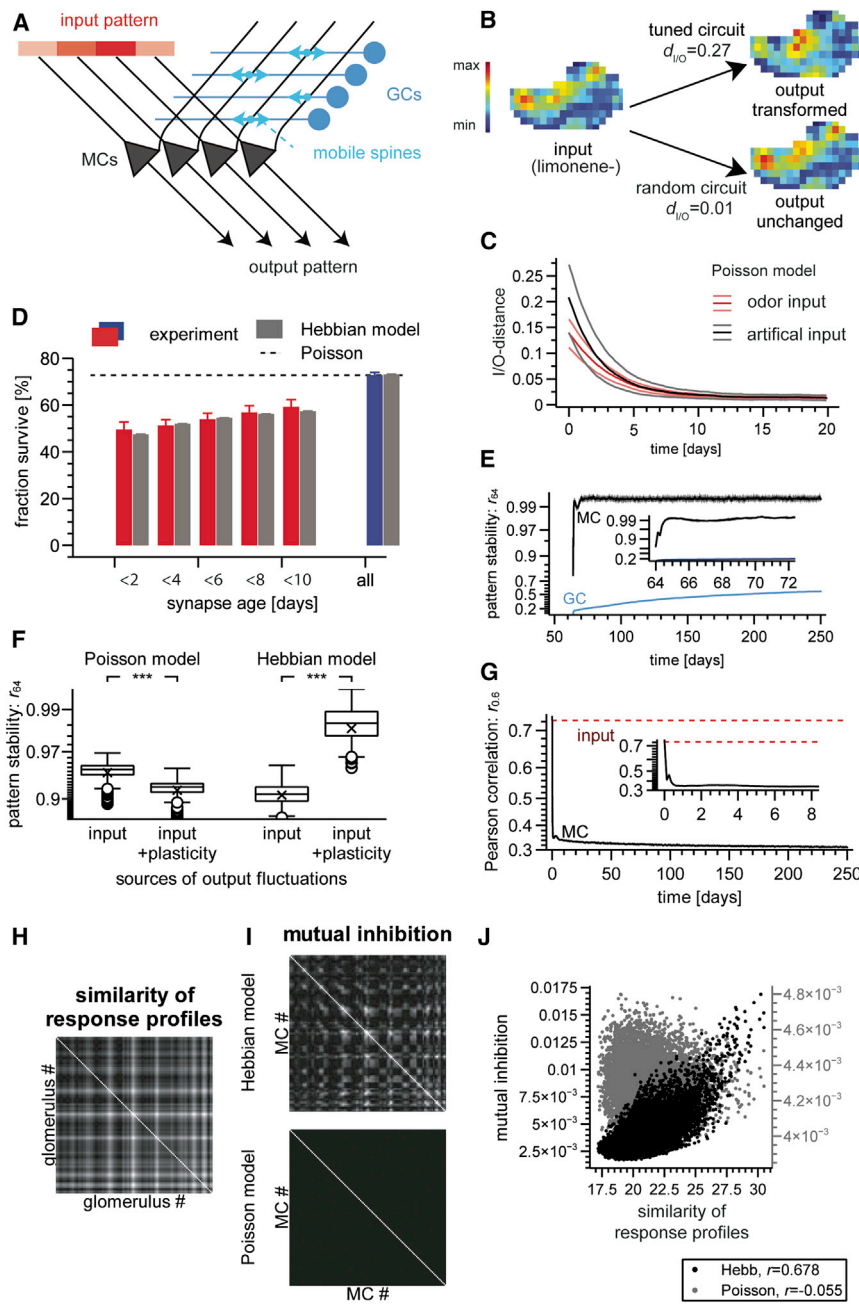 A
input pattern
GCs
mobile spines
MCs
output pattern
B
max
min
input
(limonene-)
tuned circuit
d_I/O=0.27
output
transformed
random circuit
d_I/O=0.01
output
unchanged
C
I/O-distance
0.25
0.2
0.15
0.1
0.05
0
0 5 10 15 20
time [days]
Poisson model
odor input
artifical input
D
experiment
Hebbian model
Poisson
fraction survive [%]
80
60
40
20
0
<2 <4 <6 <8 <10 all
synapse age [days]
E
pattern stability: r64
0.99
0.97
0.9
0.7
0.5
0.2
MC
GC
0.99
0.9
0.2
64 66 68 70 72
50 100 150 200 250
time [days]
F
Poisson model Hebbian model
*** ***
pattern stability: r64
0.99
0.97
0.9
input input input input
+plasticity +plasticity
sources of output fluctuations
G
Pearson correlation: r0.6
0.7
0.6
0.5
0.4
0.3
input
MC
0.7
0.5
0.3
0 2 4 6 8
0 50 100 150 200 250
time [days]
H
similarity of
response profiles
glomerulus #
glomerulus #
I
mutual inhibition
Hebbian model
MC #
Poisson model
MC #
MC #
J
mutual inhibition
0.0175
0.015
0.0125
0.01
7.5×10⁻³
5×10⁻³
2.5×10⁻³
4.8×10⁻³
4.6×10⁻³
4.4×10⁻³
4.2×10⁻³
4×10⁻³
17.5 20 22.5 25 27.5 30
similarity of
response profiles
Hebb, r=0.678
Poisson, r=-0.055